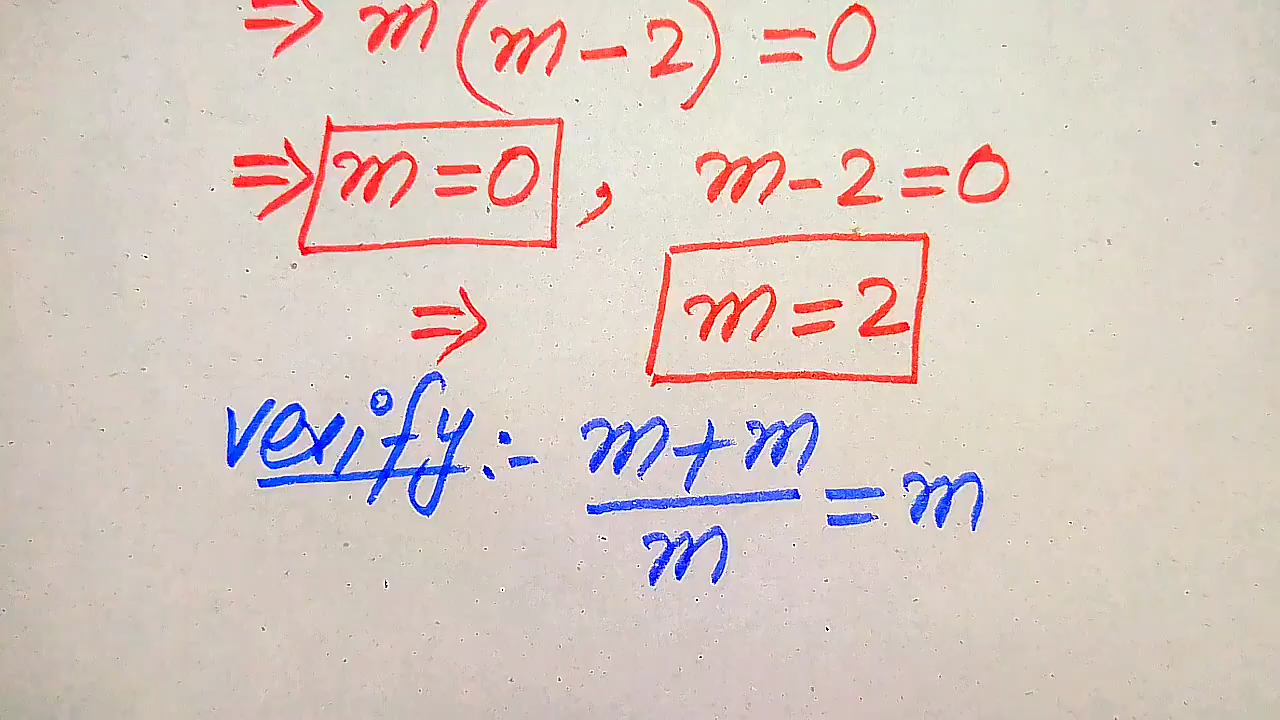 ⇒ m(m-2)=0
⇒ m=0 , m-2=0
⇒ m=2
verify:- m+m/m=m